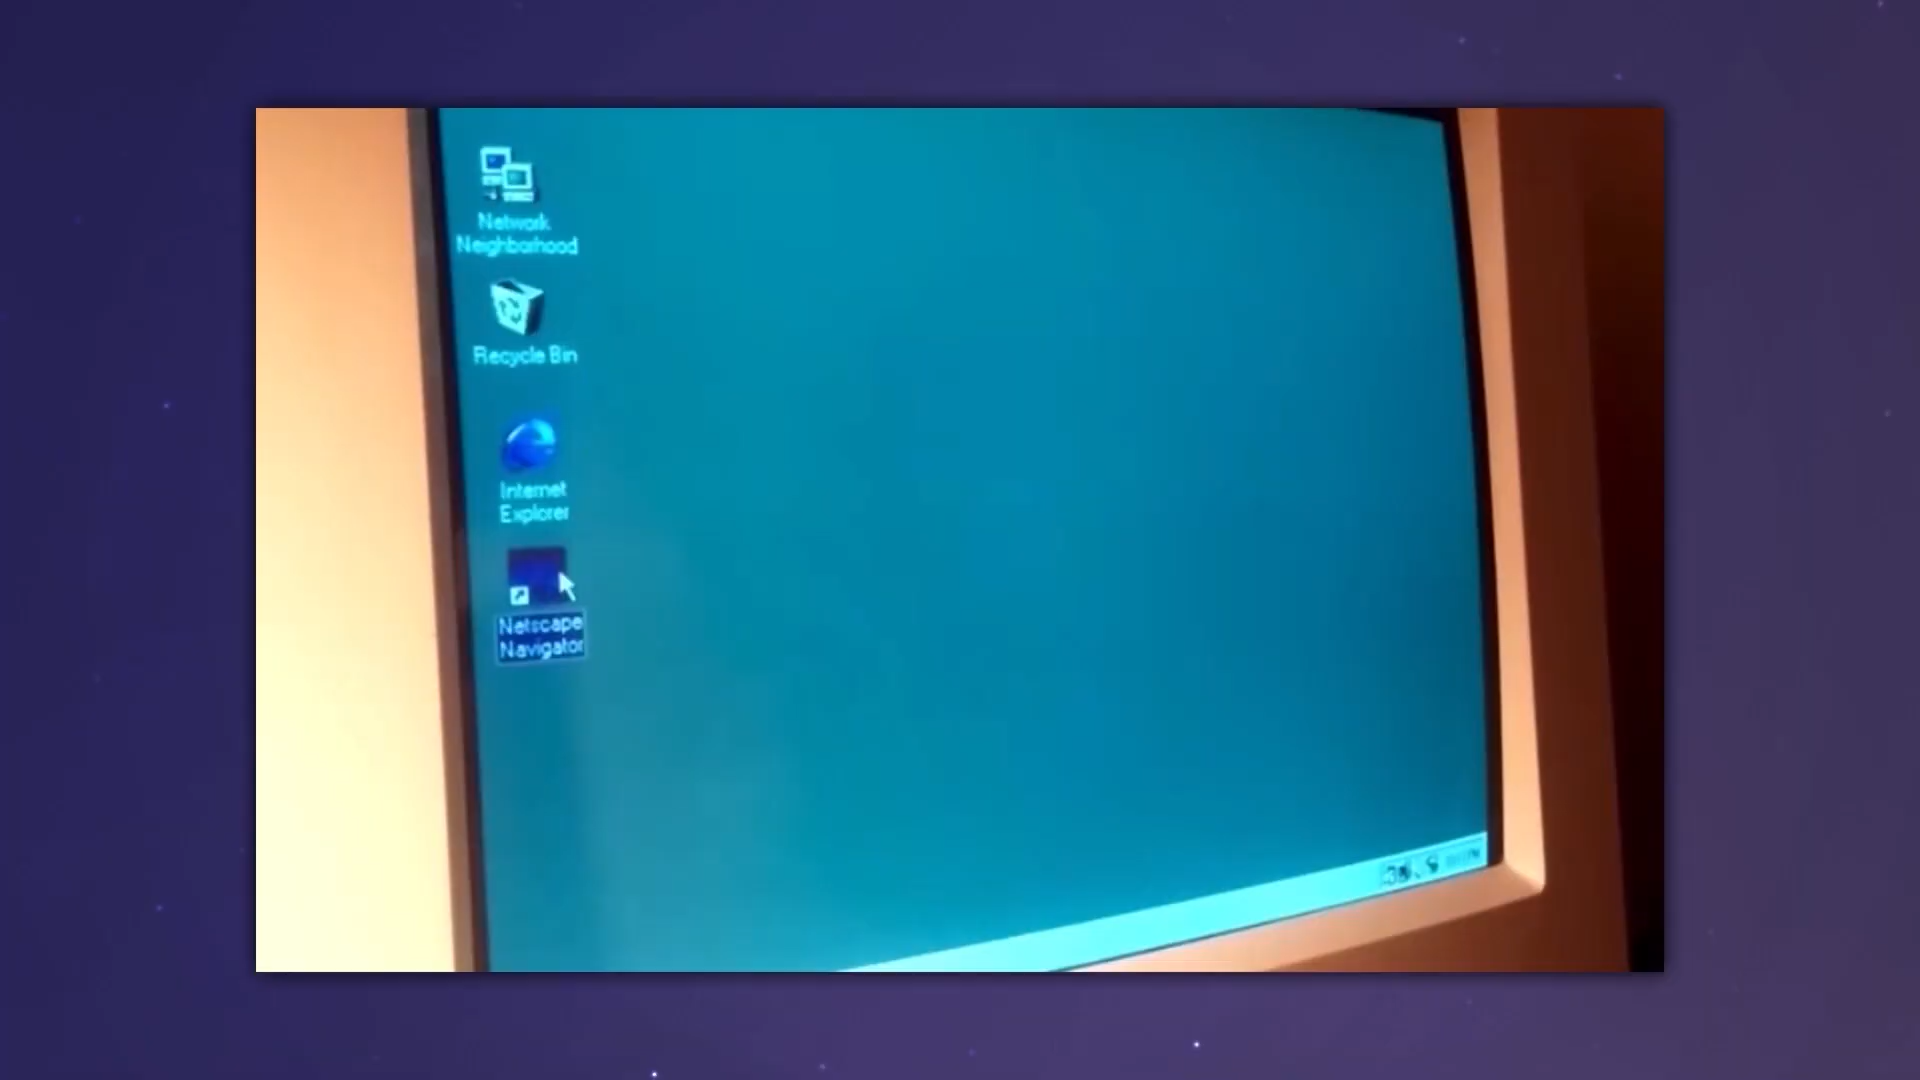 Network
Neighborhood
Recycle Bin
Internet
Explorer
Netscape
Navigator